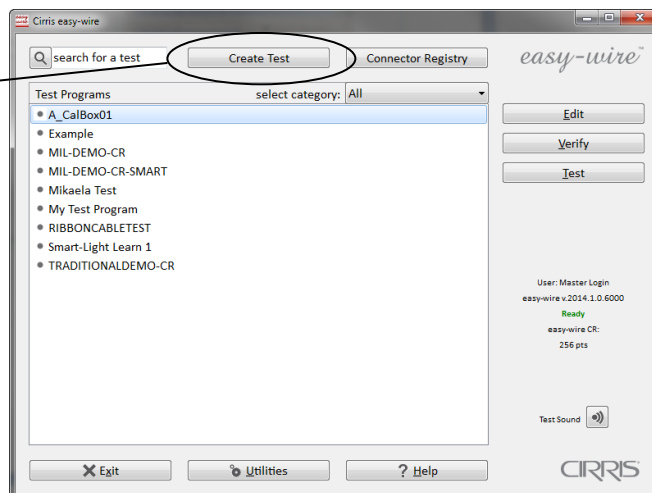 Cirris easy-wire
search for a test
Create Test
Connector Registry
easy-wire™
Test Programs
select category: All
A_CalBox01
Example
MIL-DEMO-CR
MIL-DEMO-CR-SMART
Mikaela Test
My Test Program
RIBBONCABLETEST
Smart-Light Learn 1
TRADITIONALDEMO-CR
Edit
Verify
Test
User: Master Login
easy-wire v.2014.1.0.6000
Ready
easy-wire CR:
256 pts
Test Sound
Exit
Utilities
? Help
CIRRIS